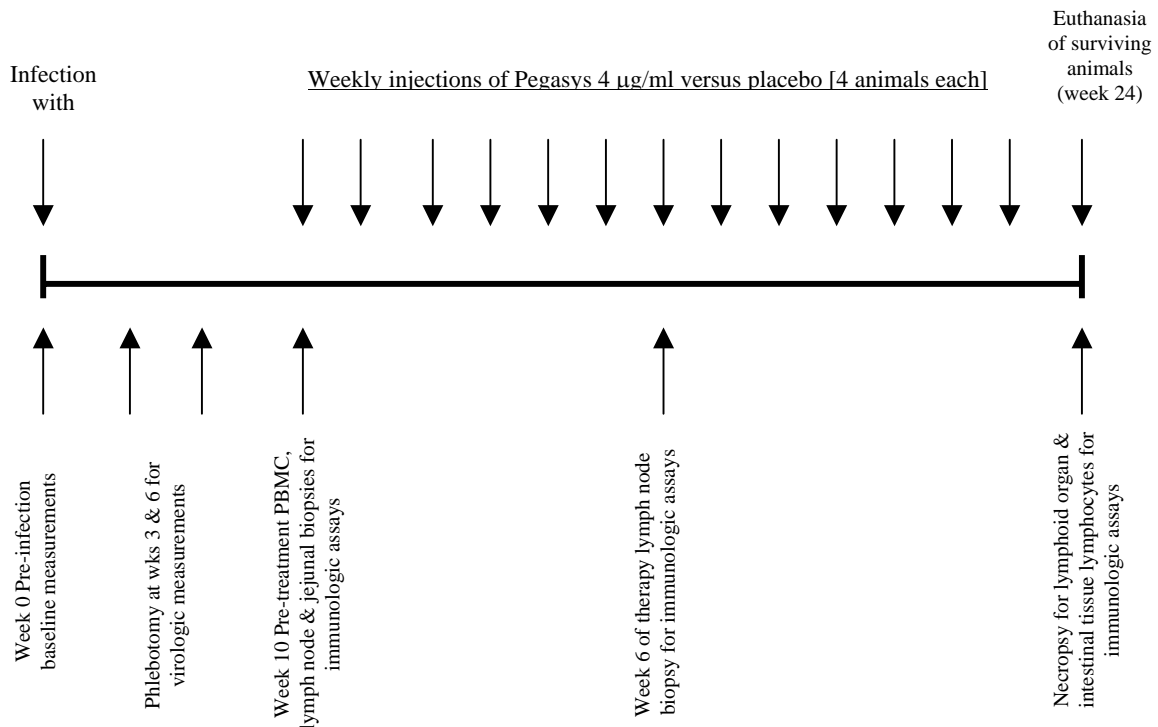 Infection
with
Weekly injections of Pegasys 4 µg/ml versus placebo [4 animals each]
Euthanasia
of surviving
animals
(week 24)
Week 0 Pre-infection
baseline measurements
Phlebotomy at wks 3 & 6 for
virologic measurements
Week 10 Pre-treatment PBMC,
lymph node & jejunal biopsies for
immunologic assays
Week 6 of therapy lymph node
biopsy for immunologic assays
Necropsy for lymphoid organ &
intestinal tissue lymphocytes for
immunologic assays